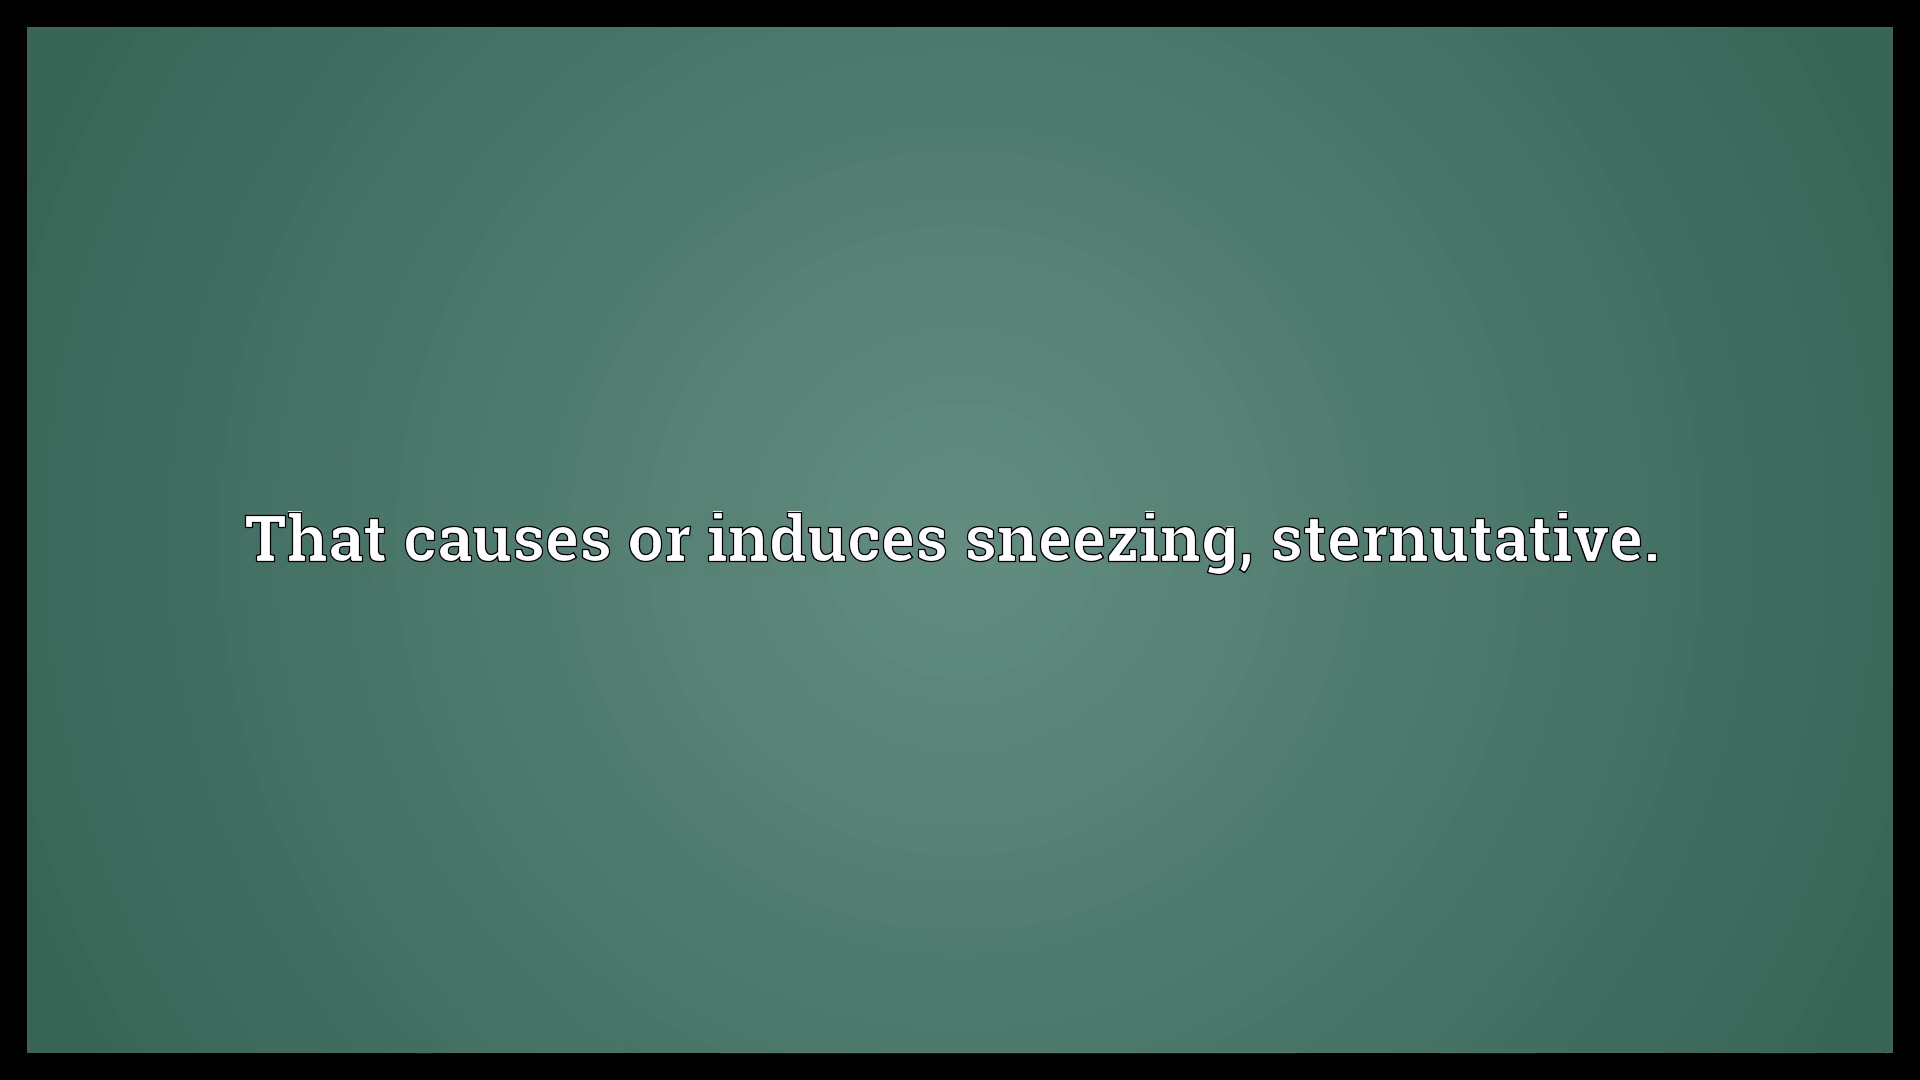 That causes or induces sneezing, sternutative.